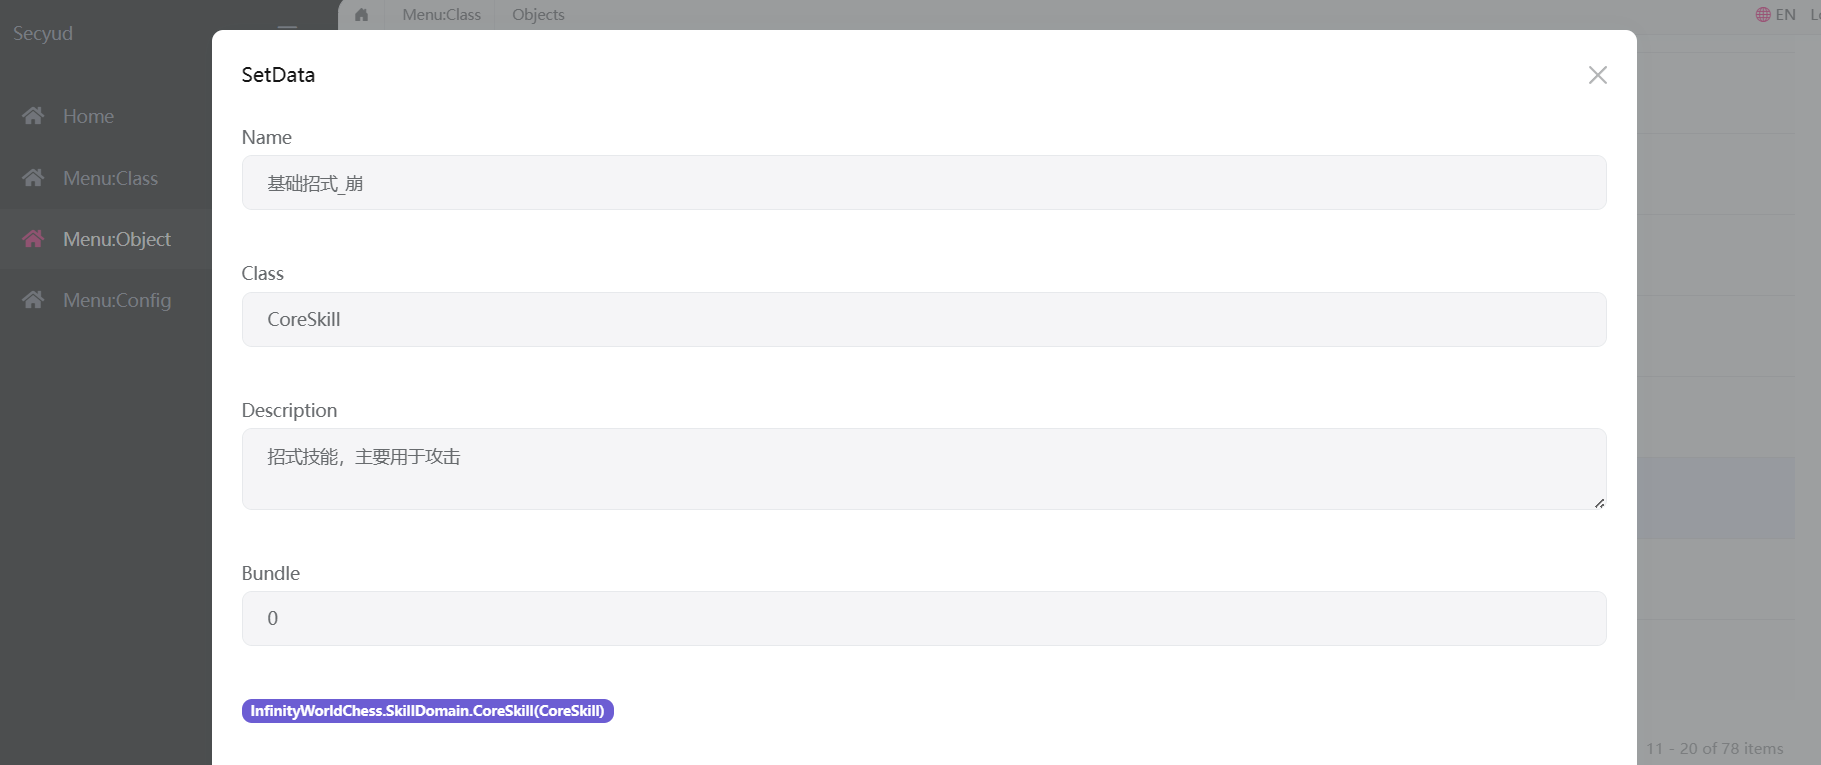 Secyud
Menu:Class
Objects
EN
Home
Menu:Class
Menu:Object
Menu:Config
SetData
Name
基础招式_崩
Class
CoreSkill
Description
招式技能，主要用于攻击
Bundle
0
InfinityWorldChess.SkillDomain.CoreSkill(CoreSkill)
11 - 20 of 78 items